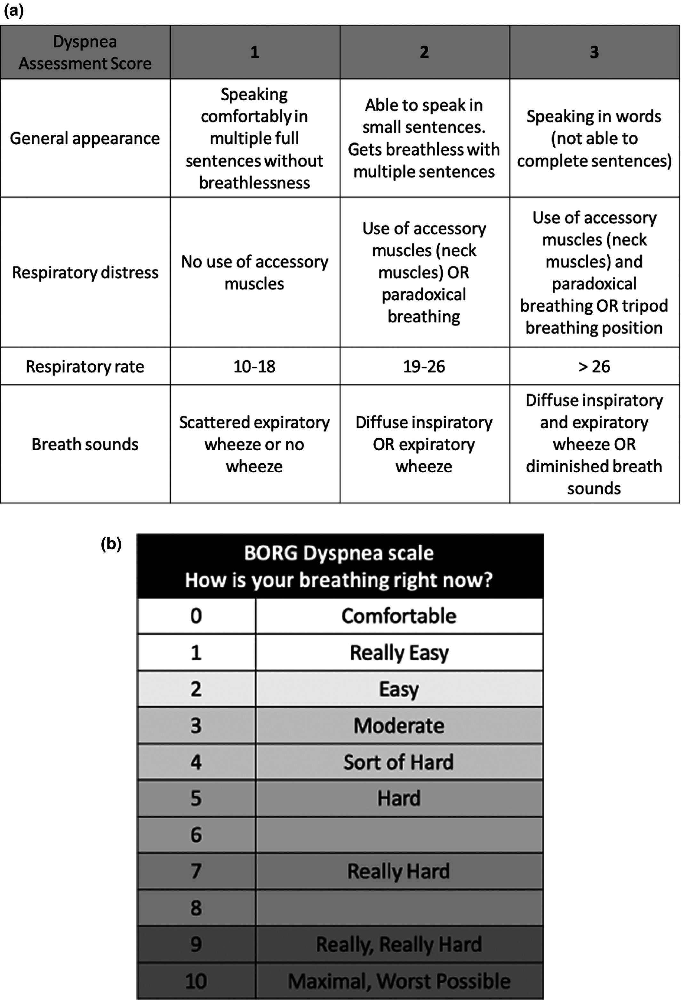 (a)
Dyspnea
Assessment Score
1
2
3
General appearance
Speaking
comfortably in
multiple full
sentences without
breathlessness
Able to speak in
small sentences.
Gets breathless with
multiple sentences
Speaking in words
(not able to
complete sentences)
Respiratory distress
No use of accessory
muscles
Use of accessory
muscles (neck
muscles) OR
paradoxical
breathing
Use of accessory
muscles (neck
muscles) and
paradoxical
breathing OR tripod
breathing position
Respiratory rate
10-18
19-26
> 26
Breath sounds
Scattered expiratory
wheeze or no
wheeze
Diffuse inspiratory
OR expiratory
wheeze
Diffuse inspiratory
and expiratory
wheeze OR
diminished breath
sounds
(b)
BORG Dyspnea scale
How is your breathing right now?
0 Comfortable
1 Really Easy
2 Easy
3 Moderate
4 Sort of Hard
5 Hard
6
7 Really Hard
8
9 Really, Really Hard
10 Maximal, Worst Possible